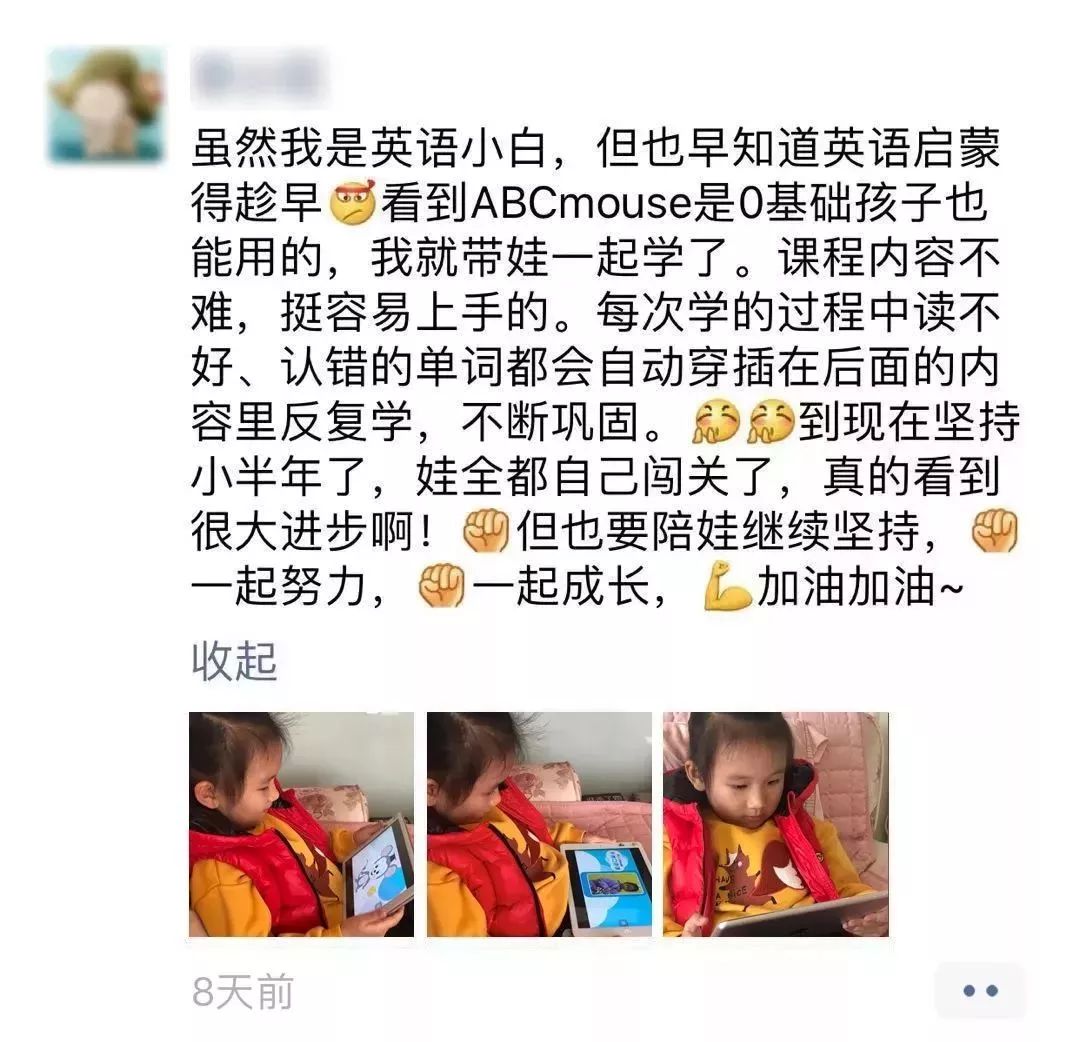 虽然我是英语小白，但也早知道英语启蒙
得趁早看到ABCmouse是0基础孩子也
能用的，我就带娃一起学了。课程内容不
难，挺容易上手的。每次学的过程中读不
好、认错的单词都会自动穿插在后面的内
容里反复学，不断巩固。到现在坚持
小半年了，娃全都自己闯关了，真的看到
很大进步啊！但也要陪娃继续坚持，
一起努力，一起成长，加油加油~
收起
HAVE
A NICE
8天前